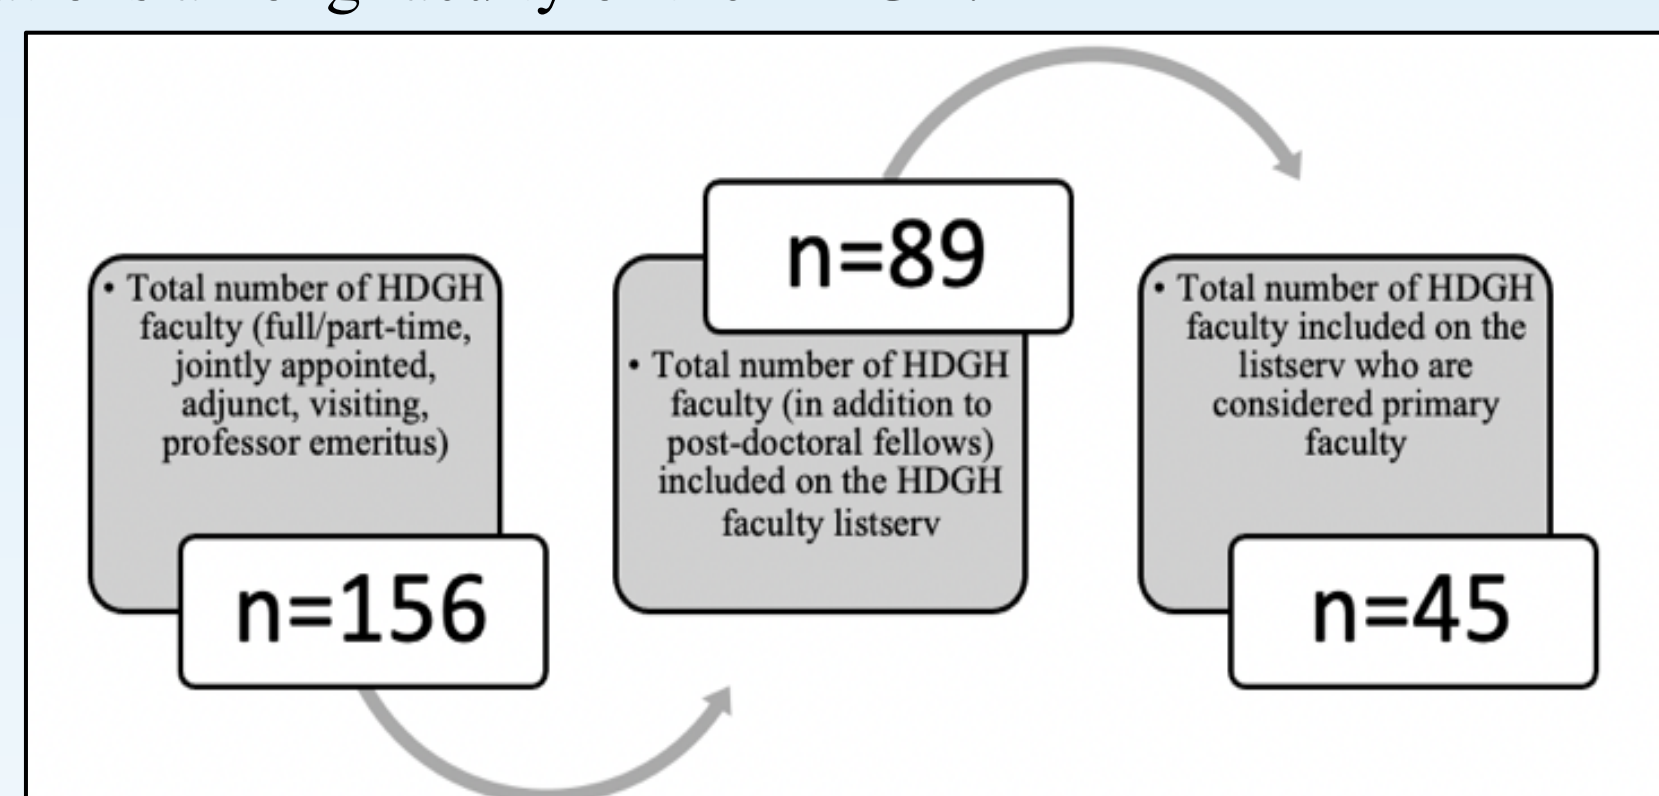 • Total number of HDGH
faculty (full/part-time,
jointly appointed,
adjunct, visiting,
professor emeritus)
n=156
n=89
• Total number of HDGH
faculty (in addition to
post-doctoral fellows)
included on the HDGH
faculty listserv
• Total number of HDGH
faculty included on the
listserv who are
considered primary
faculty
n=45